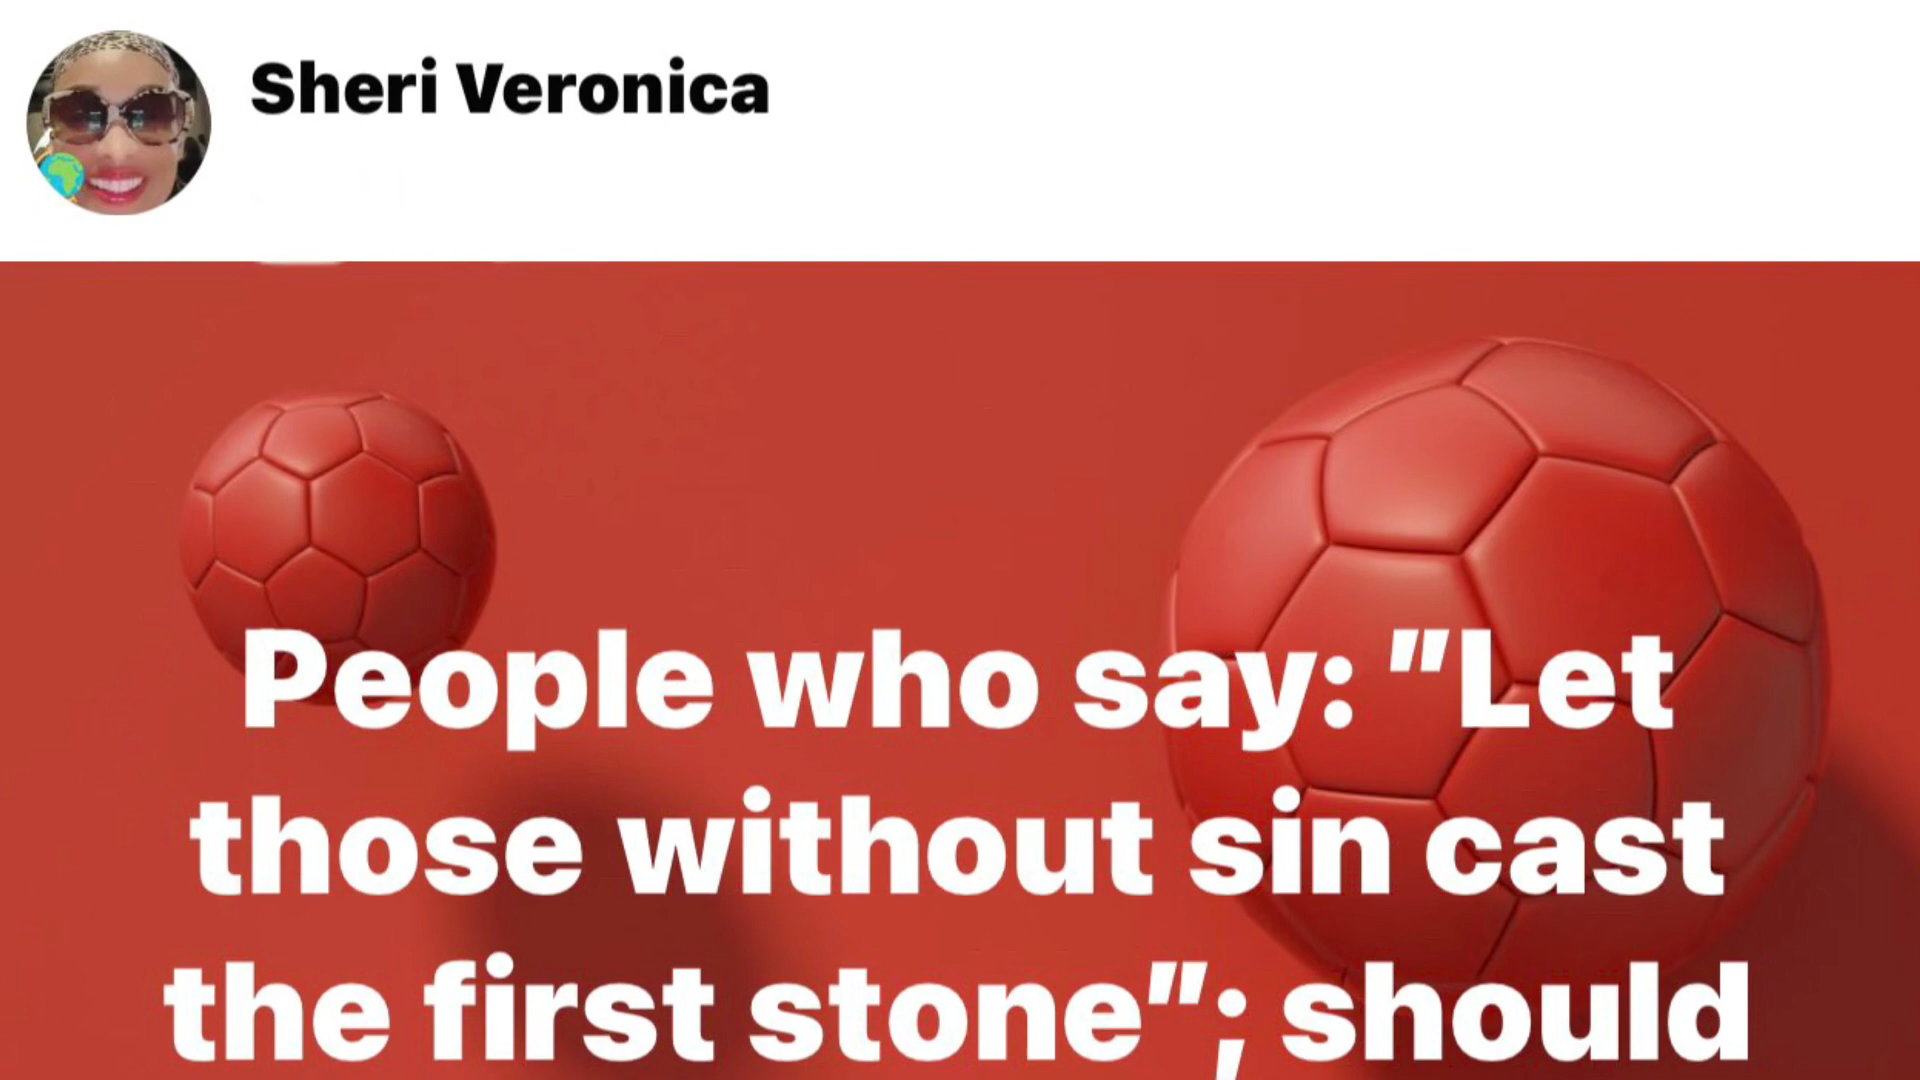 Sheri Veronica
People who say: "Let
those without sin cast
the first stone"; should